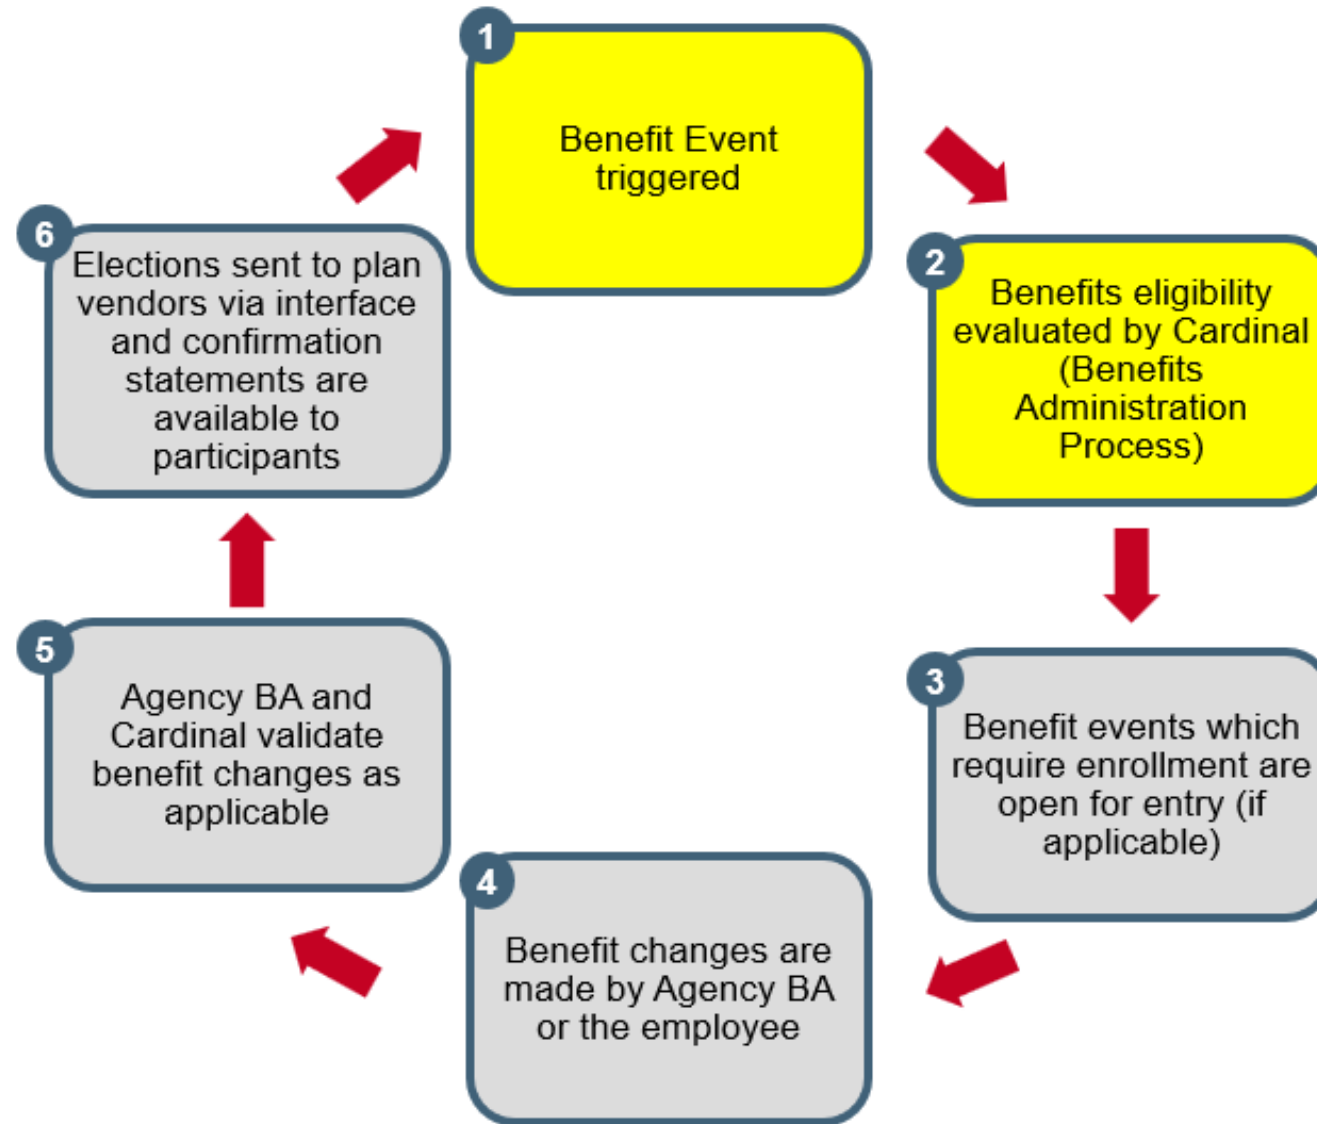 1
Benefit Event
triggered
2
Benefits eligibility
evaluated by Cardinal
(Benefits
Administration
Process)
3
Benefit events which
require enrollment are
open for entry (if
applicable)
4
Benefit changes are
made by Agency BA
or the employee
5
Agency BA and
Cardinal validate
benefit changes as
applicable
6
Elections sent to plan
vendors via interface
and confirmation
statements are
available to
participants